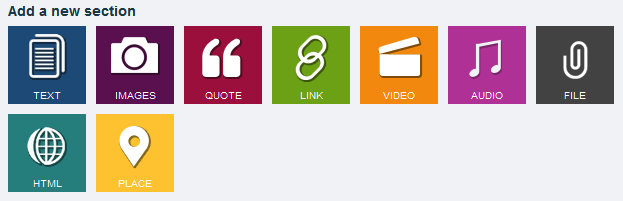 Add a new section
TEXT IMAGES QUOTE LINK VIDEO AUDIO FILE
HTML PLACE